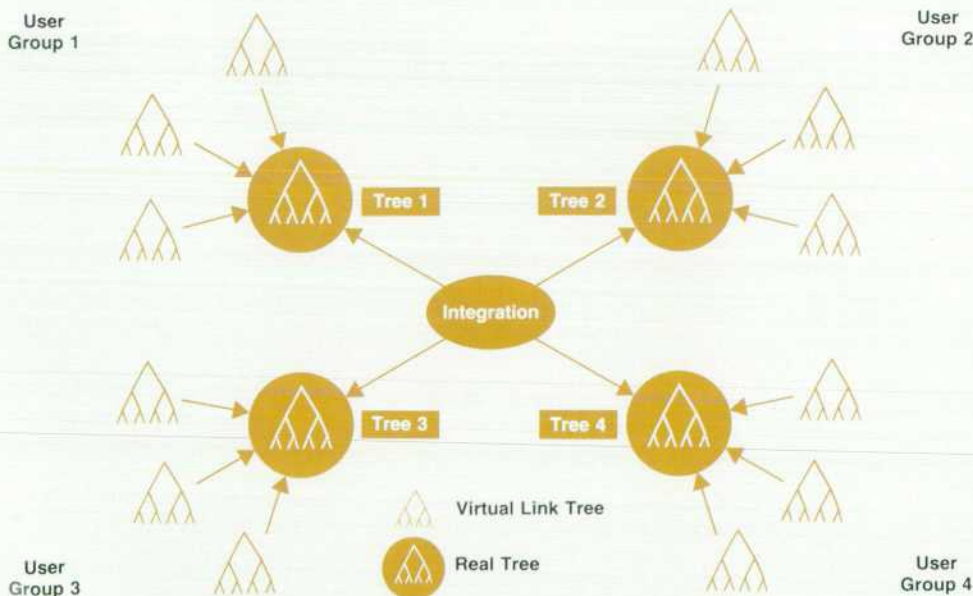 User
Group 1
User
Group 2
Tree 1
Tree 2
Integration
Tree 3
Tree 4
Virtual Link Tree
Real Tree
User
Group 3
User
Group 4